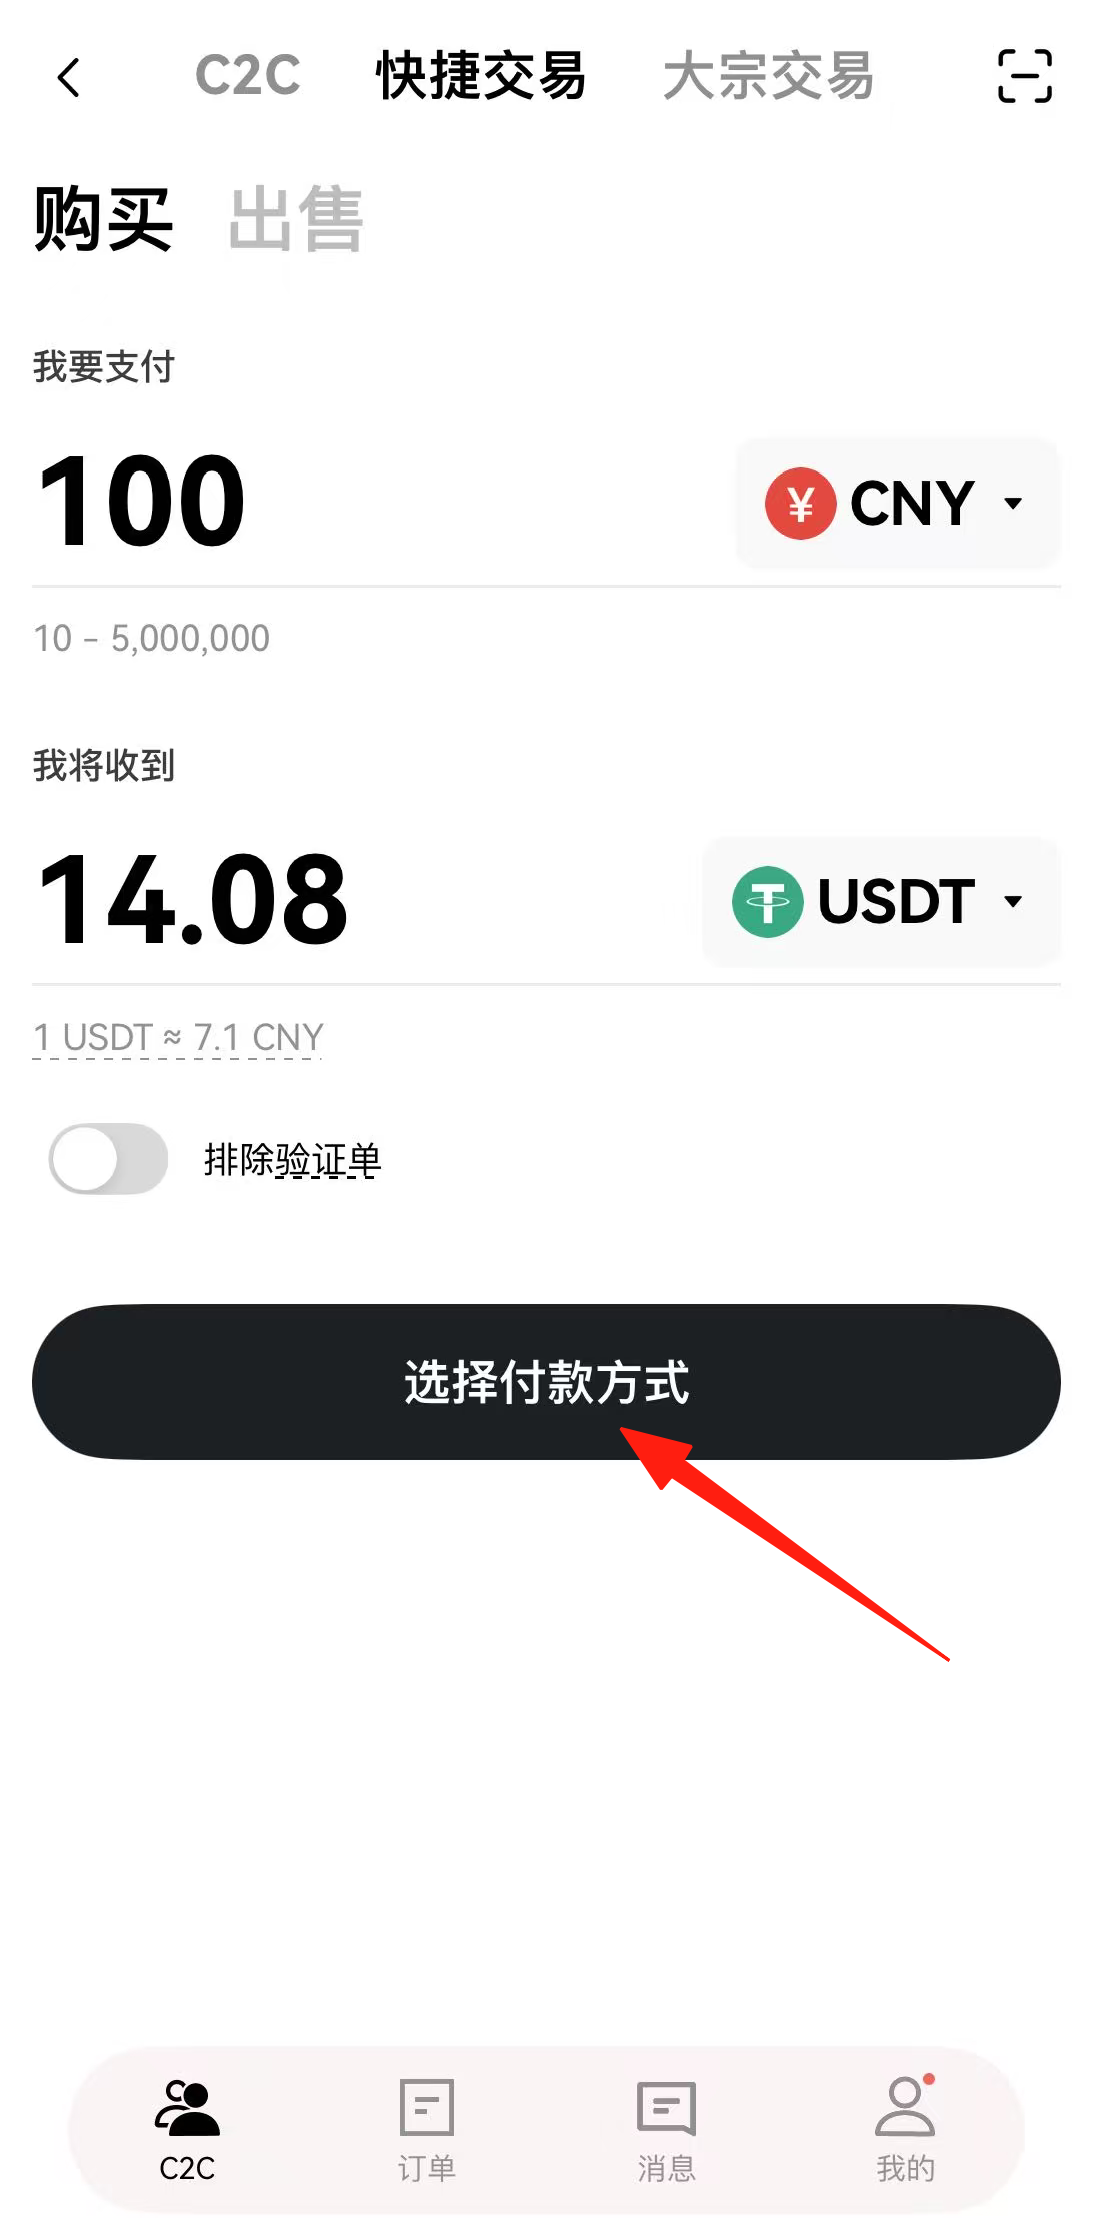 C2C 快捷交易 大宗交易
购买 出售
我要支付
100 ¥ CNY
10 - 5,000,000
我将收到
14.08 USDT
1 USDT ≈ 7.1 CNY
排除验证单
选择付款方式
C2C 订单 消息 我的